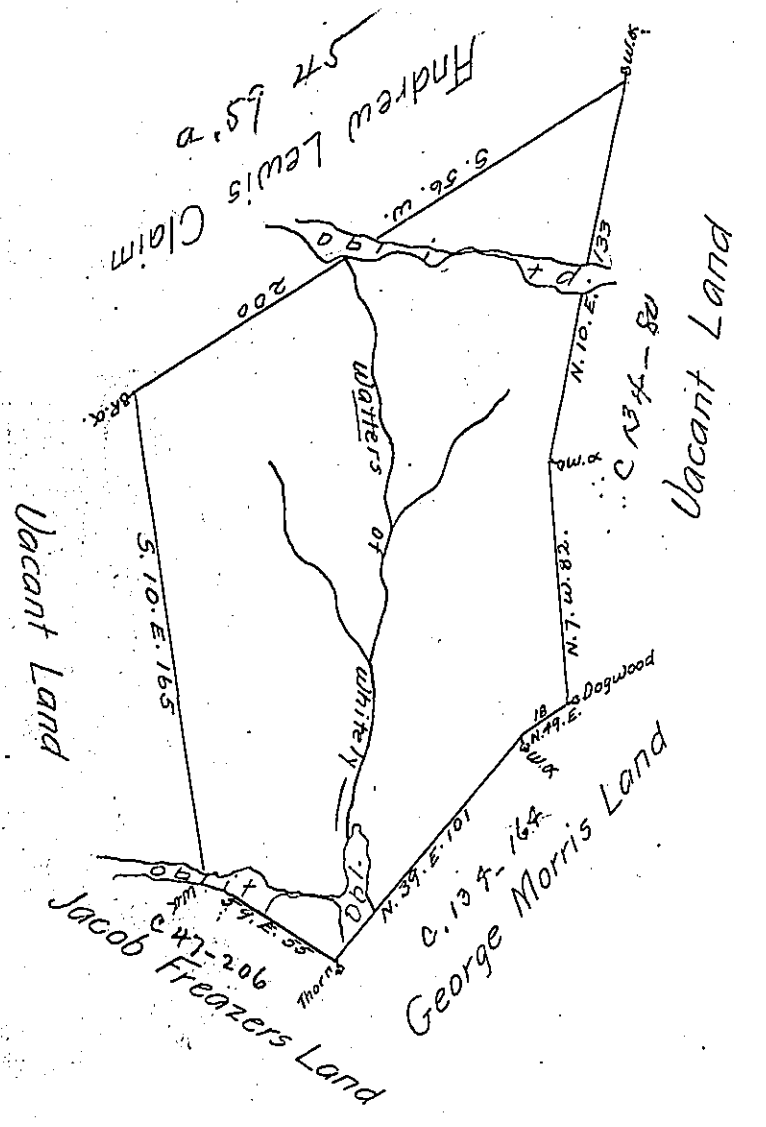 Andrew Lewis Claim
S. 56. W.
200
133
N. 10. E.
Vacant Land
Watters
of
Whitely
W.α
N. 7. W. 82.
Dogwood
18
N. 49. E.
W.α
N. 39. E. 101
C. 134-164
George Morris Land
S. 10. E. 165
Vacant Land
C 47-206
Jacob Freazers Land
Thorn
190